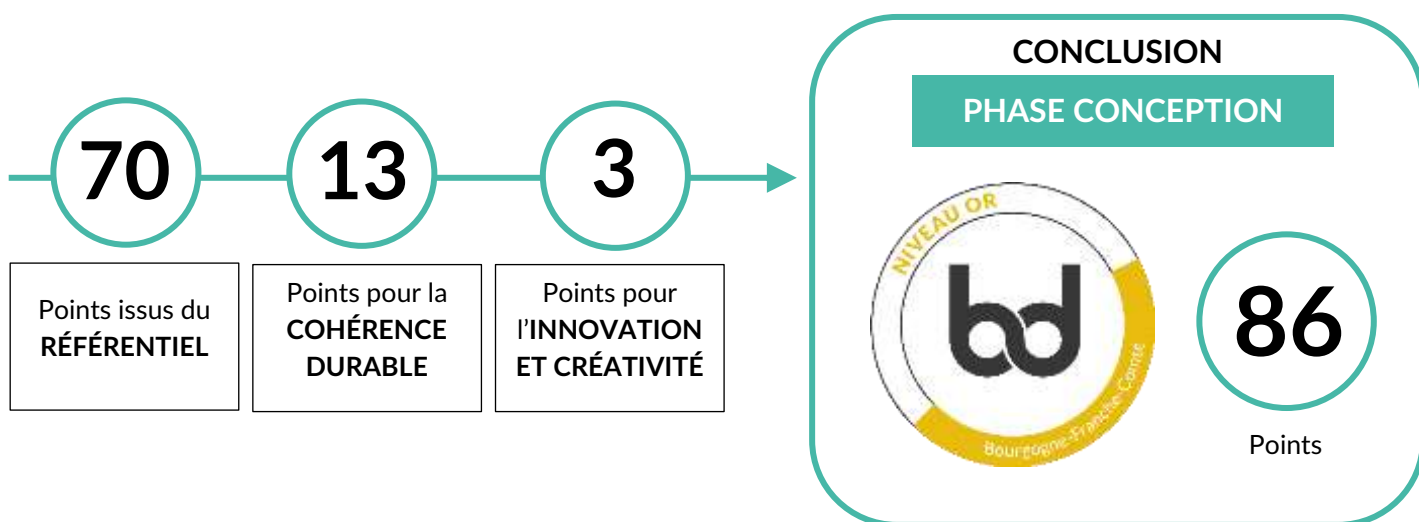 70
13
3
Points issus du
RÉFÉRENTIEL
Points pour la
COHÉRENCE
DURABLE
Points pour
l'INNOVATION
ET CRÉATIVITÉ
CONCLUSION
PHASE CONCEPTION
NIVEAU OR
bd
Bourgogne-Franche-Comté
86
Points